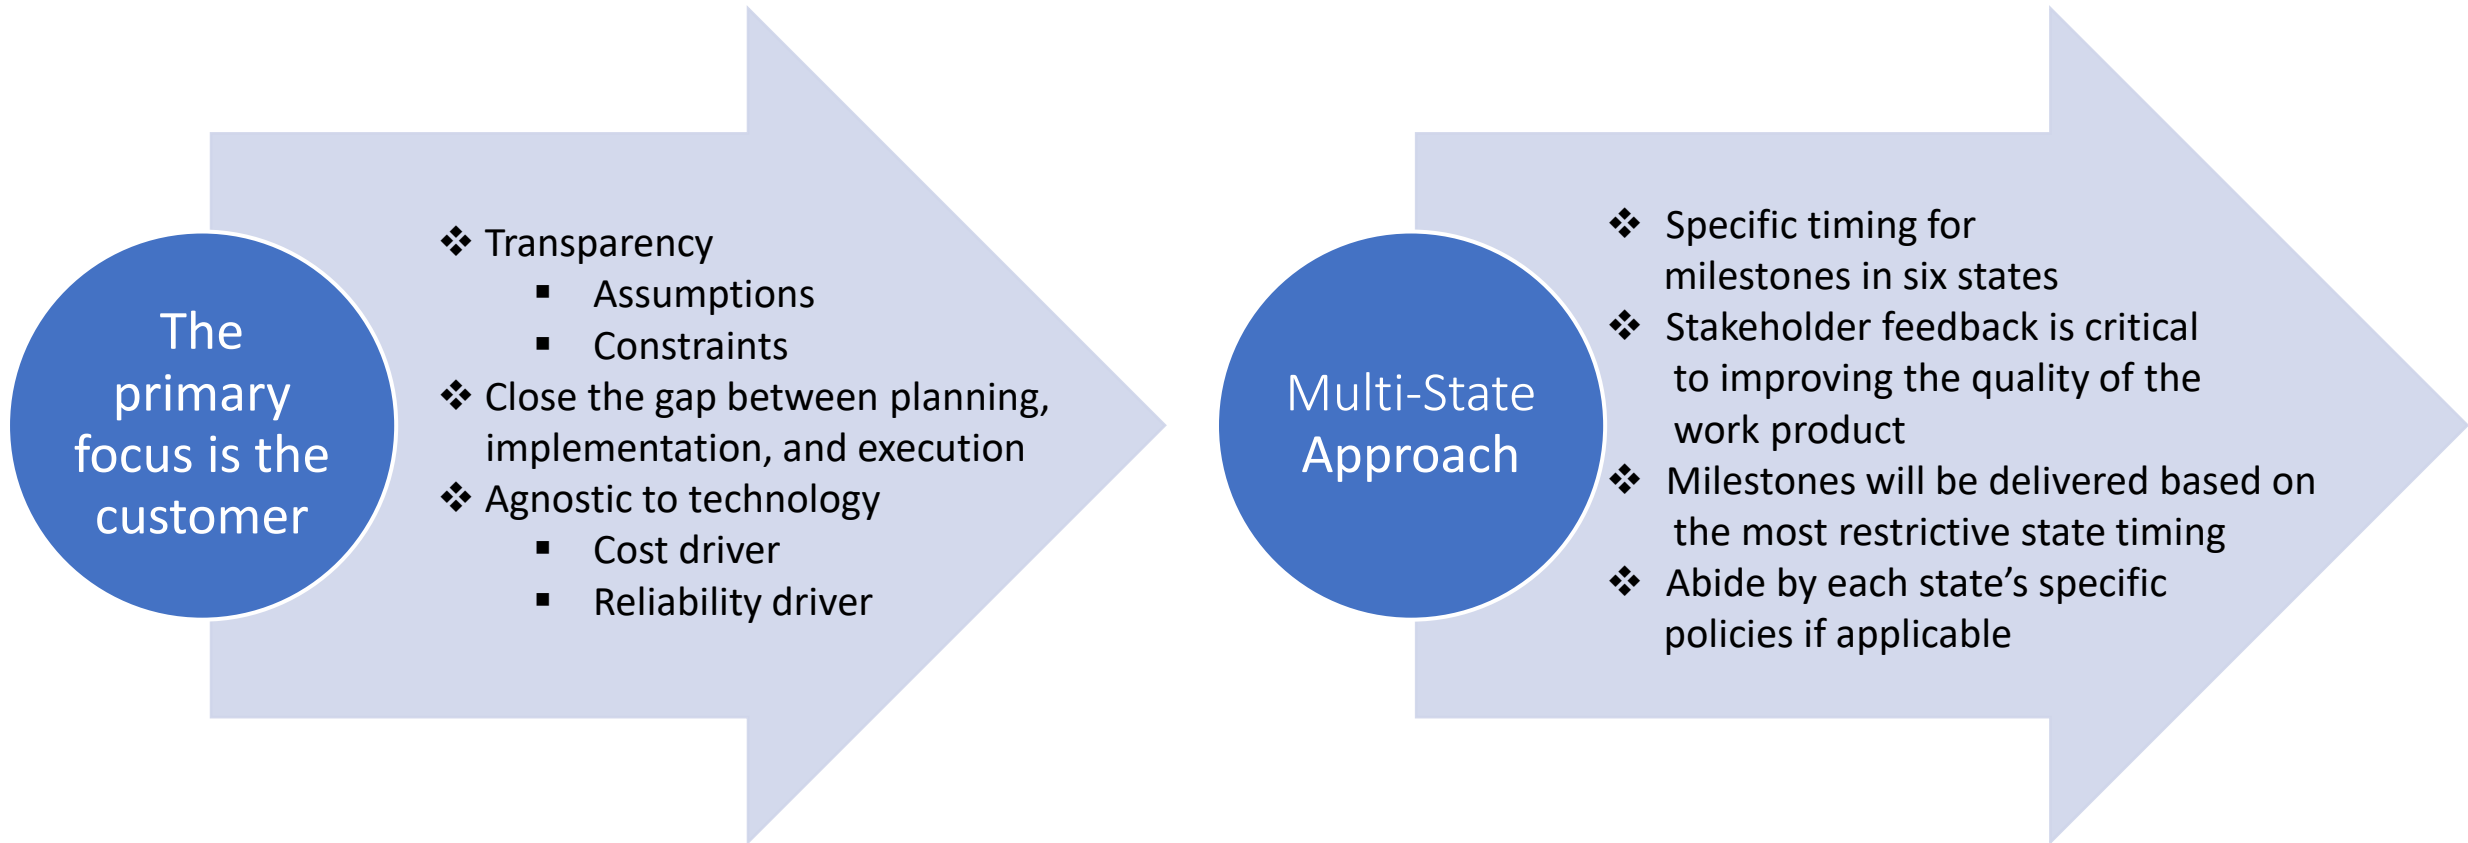 The
primary
focus is the
customer
❖ Transparency
▪ Assumptions
▪ Constraints
❖ Close the gap between planning,
implementation, and execution
❖ Agnostic to technology
▪ Cost driver
▪ Reliability driver
Multi-State
Approach
❖ Specific timing for
milestones in six states
❖ Stakeholder feedback is critical
to improving the quality of the
work product
❖ Milestones will be delivered based on
the most restrictive state timing
❖ Abide by each state’s specific
policies if applicable